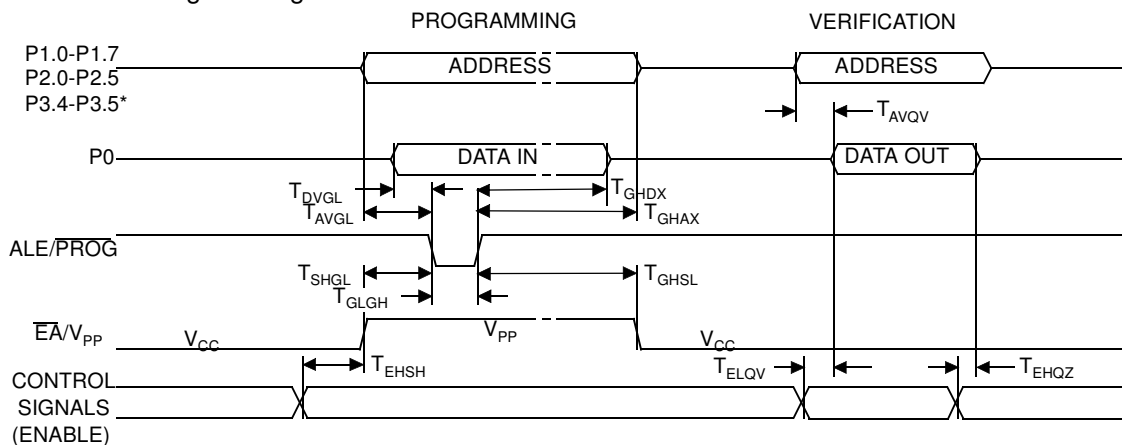 PROGRAMMING VERIFICATION
P1.0-P1.7
P2.0-P2.5
P3.4-P3.5*
ADDRESS ADDRESS
TAVQV
P0 DATA IN DATA OUT
TDVGL TGHDX
TAVGL TGHAX
ALE/PROG
TSHGL TGHSL
TGLGH
EA/VPP VCC VPP VCC
TEHSH TELQV TEHQZ
CONTROL
SIGNALS
(ENABLE)